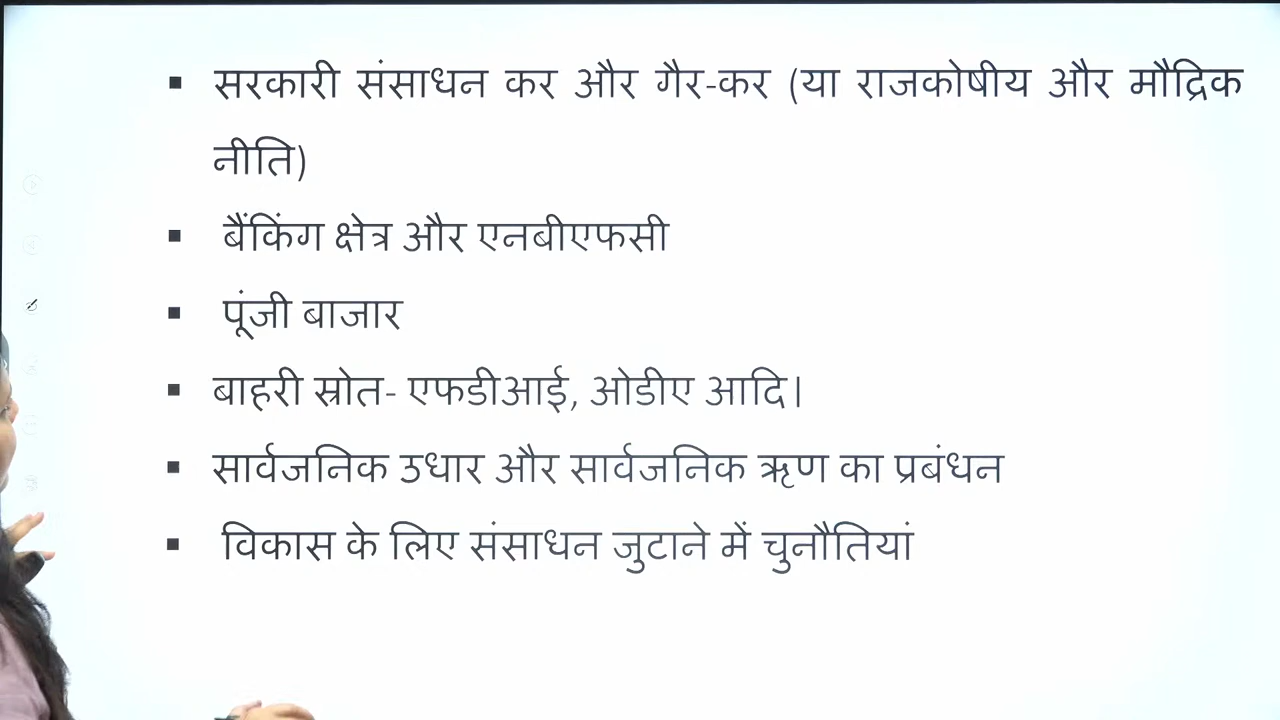 ▪ सरकारी संसाधन कर और गैर-कर (या राजकोषीय और मौद्रिक
नीति)
▪ बैंकिंग क्षेत्र और एनबीएफसी
▪ पूंजी बाजार
▪ बाहरी स्रोत- एफडीआई, ओडीए आदि।
▪ सार्वजनिक उधार और सार्वजनिक ऋण का प्रबंधन
▪ विकास के लिए संसाधन जुटाने में चुनौतियां